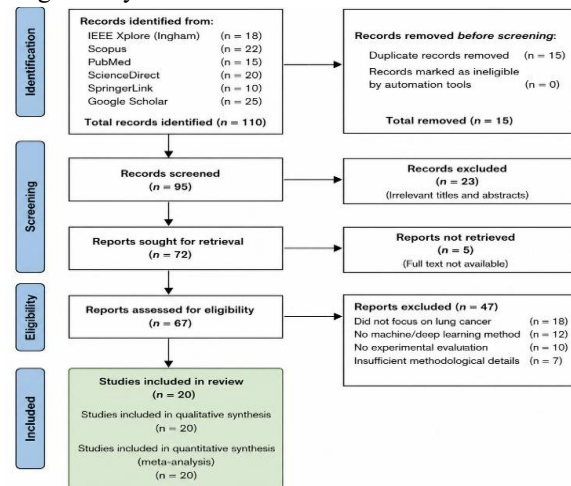 Identification
Records identified from:
IEEE Xplore (Ingham) (n = 18)
Scopus (n = 22)
PubMed (n = 15)
ScienceDirect (n = 20)
SpringerLink (n = 10)
Google Scholar (n = 25)
Total records identified (n = 110)
Records removed before screening:
Duplicate records removed (n = 15)
Records marked as ineligible
by automation tools (n = 0)
Total removed (n = 15)
Screening
Records screened
(n = 95)
Records excluded
(n = 23)
(Irrelevant titles and abstracts)
Reports sought for retrieval
(n = 72)
Reports not retrieved
(n = 5)
(Full text not available)
Eligibility
Reports assessed for eligibility
(n = 67)
Reports excluded (n = 47)
Did not focus on lung cancer (n = 18)
No machine/deep learning method (n = 12)
No experimental evaluation (n = 10)
Insufficient methodological details (n = 7)
Included
Studies included in review
(n = 20)
Studies included in qualitative synthesis
(n = 20)
Studies included in quantitative synthesis
(meta-analysis)
(n = 20)